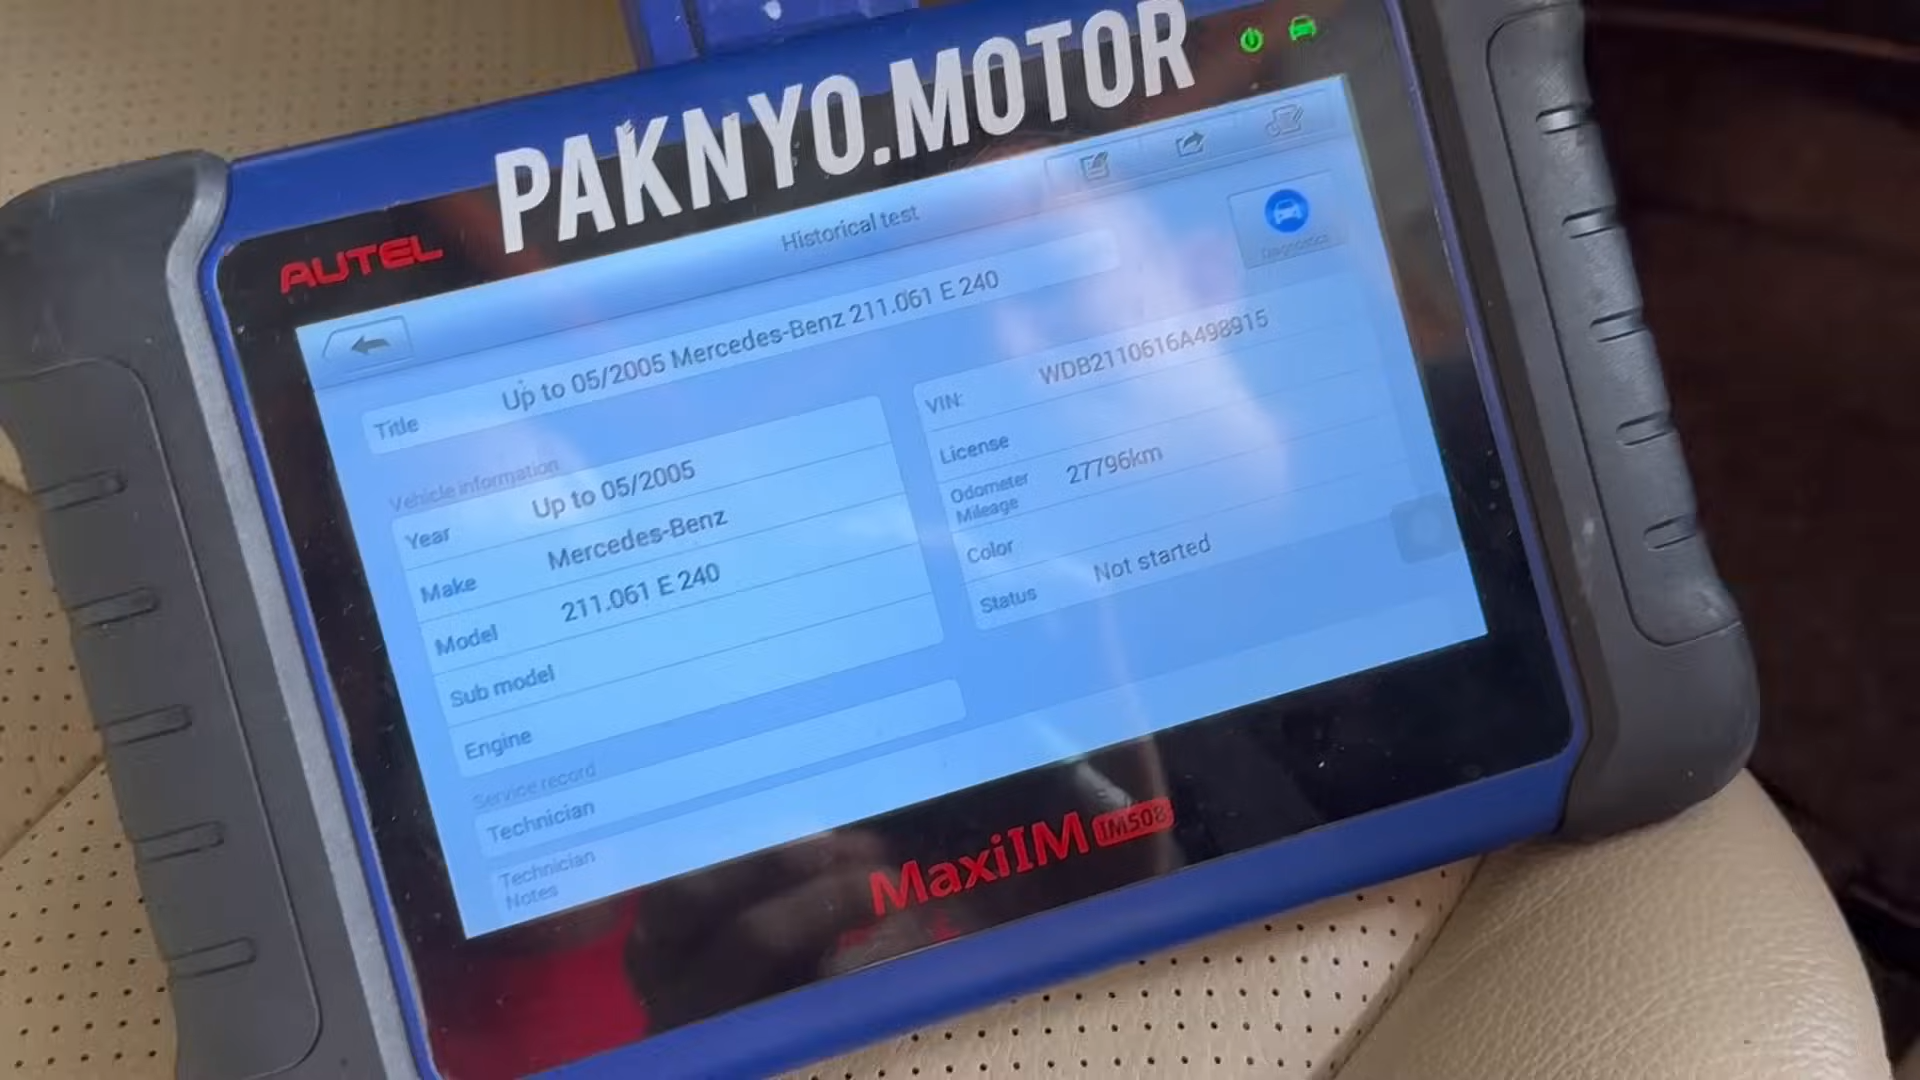 PAKNYO.MOTOR
AUTEL
Historical test
Diagnostics
Title Up to 05/2005 Mercedes-Benz 211.061 E 240
Vehicle information
Year Up to 05/2005
Make Mercedes-Benz
Model 211.061 E 240
Sub model
Engine
VIN: WDB2110616A498915
License
Odometer Mileage 27796km
Color
Status Not started
Service record
Technician
Technician
Notes
MaxiIM IM508